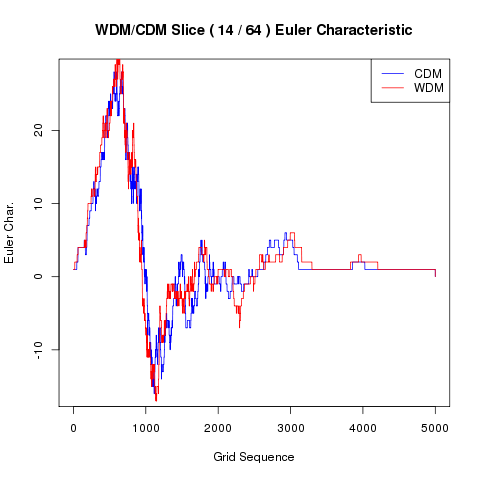 WDM/CDM Slice ( 14 / 64 ) Euler Characteristic
CDM
WDM
Euler Char.
20
10
0
-10
0
1000
2000
3000
4000
5000
Grid Sequence